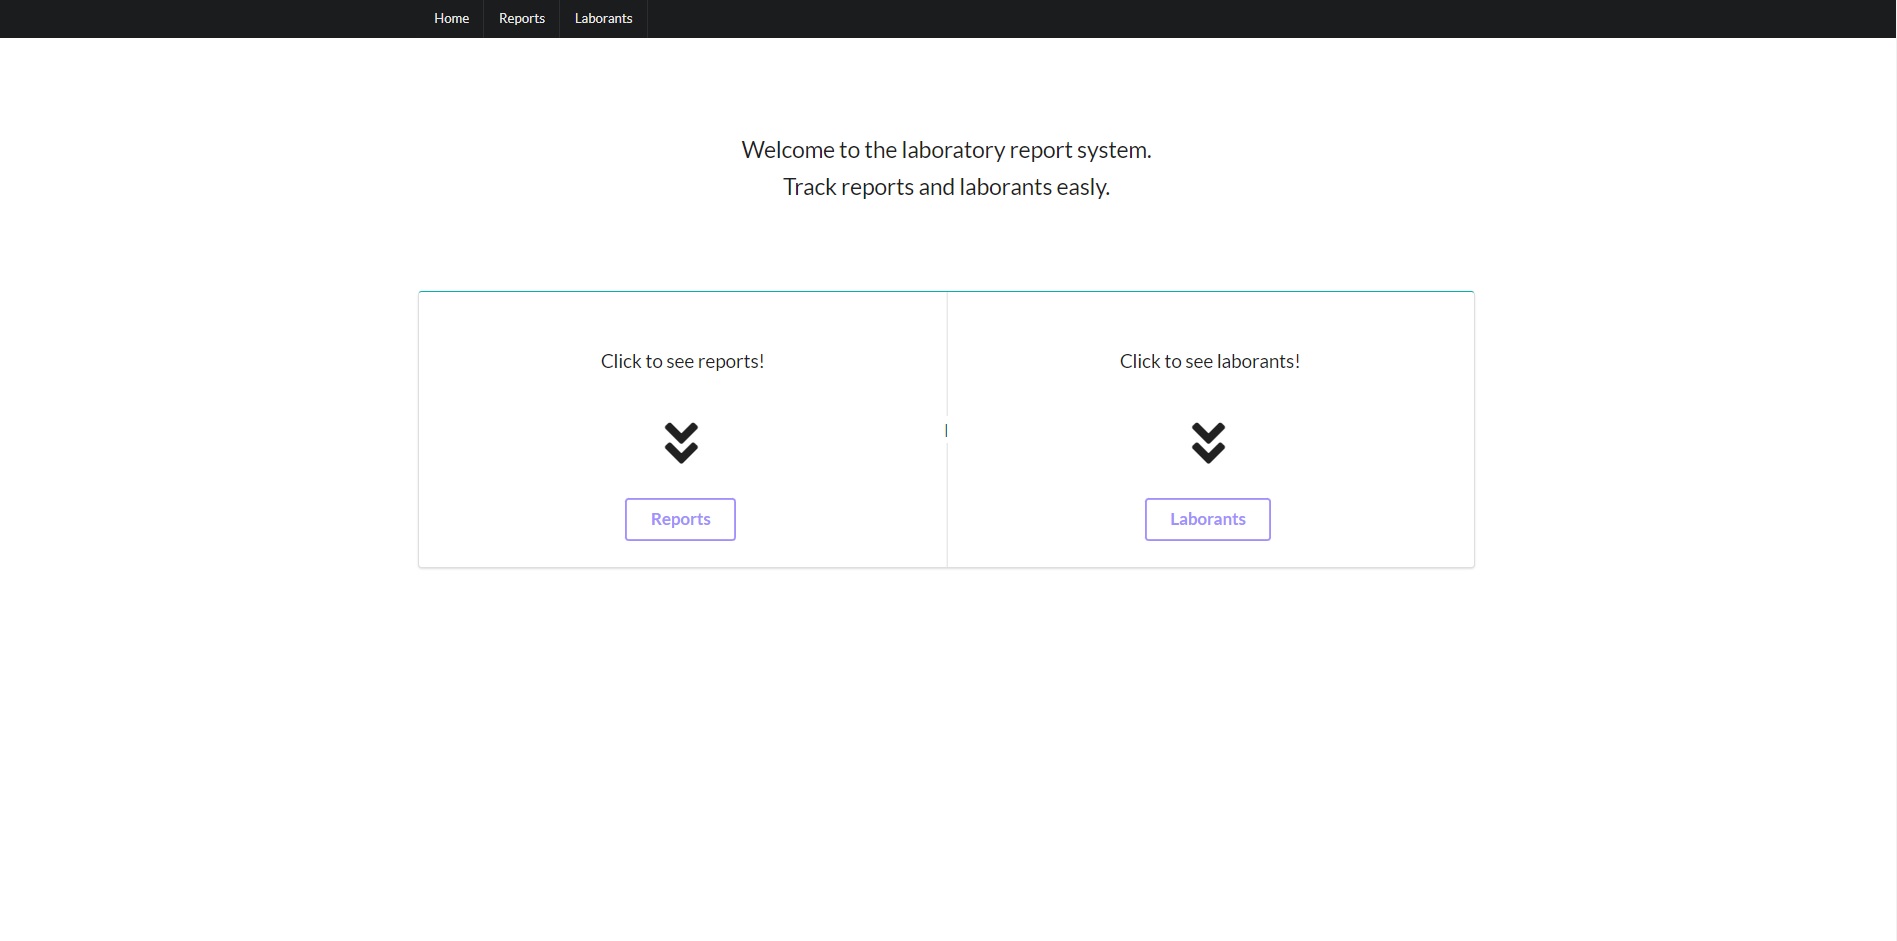 Home Reports Laborants
Welcome to the laboratory report system.
Track reports and laborants easly.
Click to see reports!
Click to see laborants!
Reports
Laborants